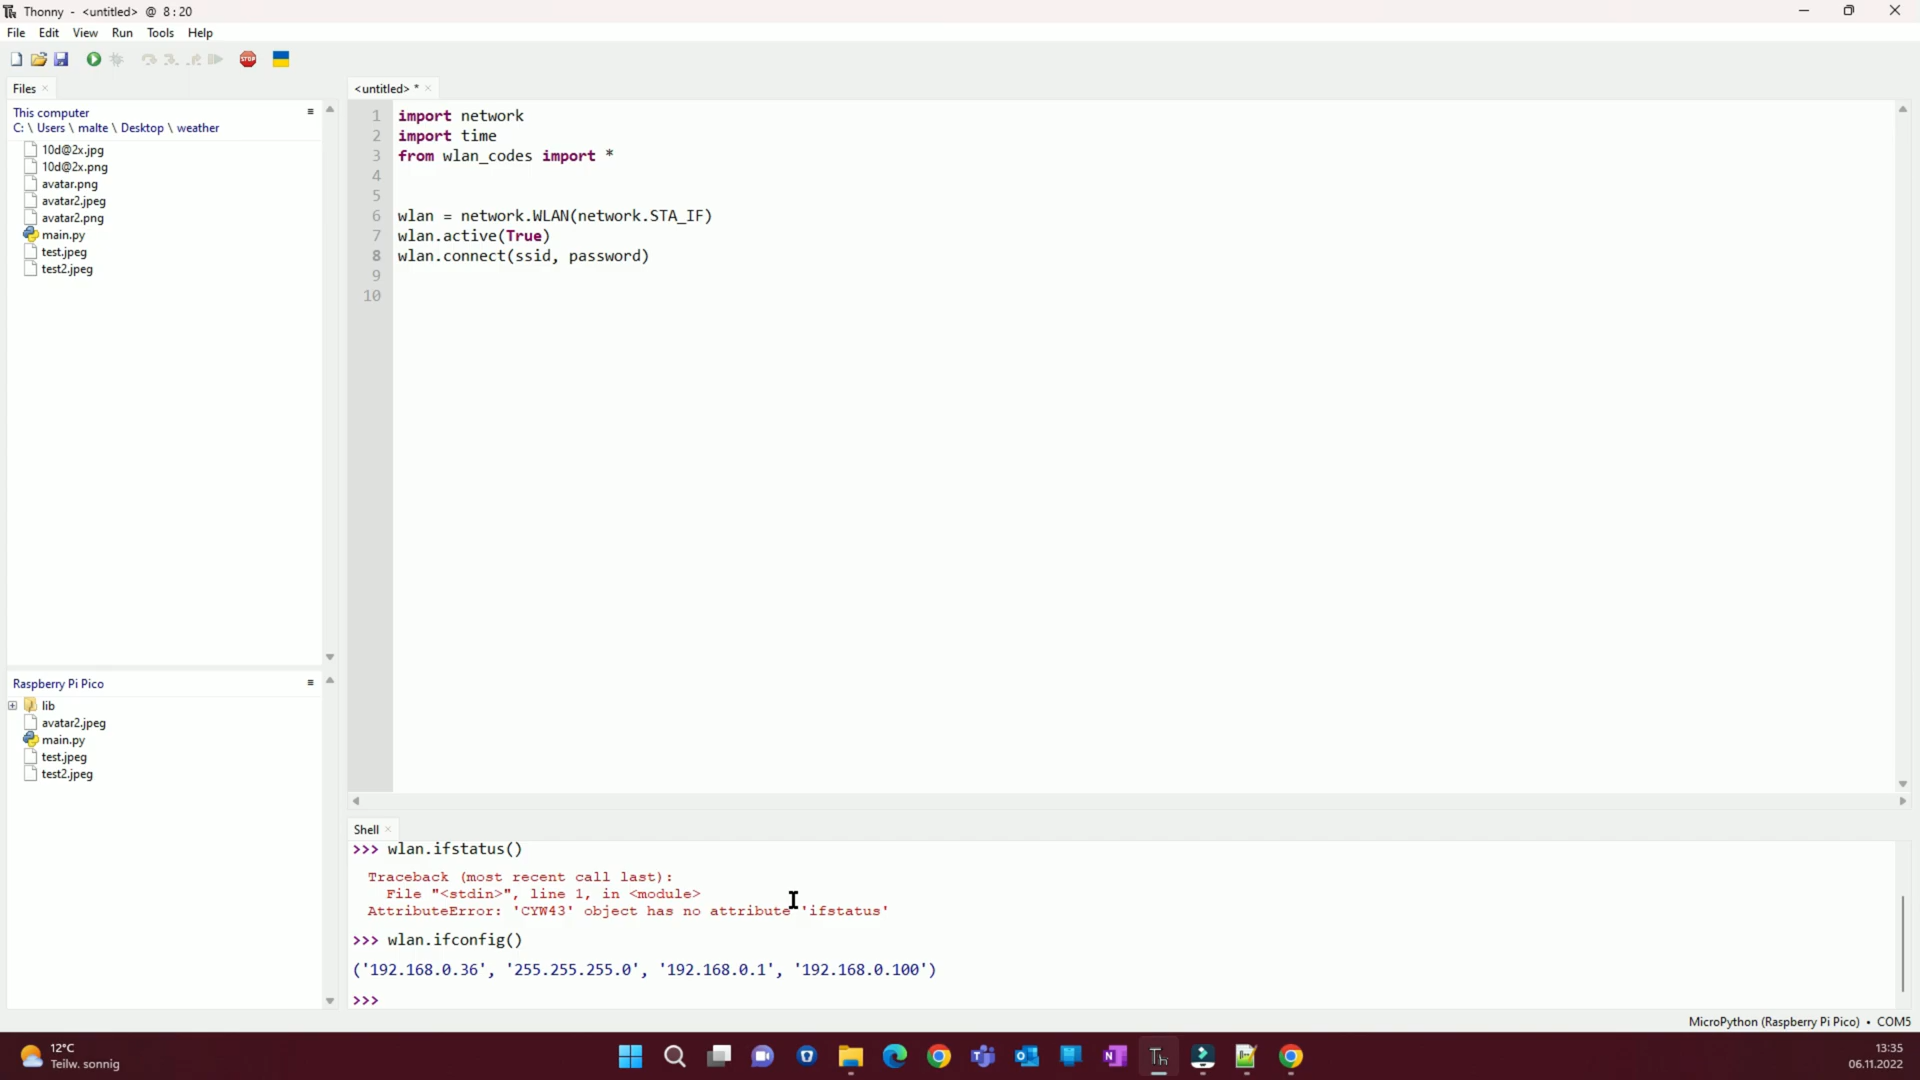 Thonny - <untitled> @ 8:20
File Edit View Run Tools Help
STOP
Files
This computer
C: \ Users \ malte \ Desktop \ weather
10d@2x.jpg
10d@2x.png
avatar.png
avatar2.jpeg
avatar2.png
main.py
test.jpeg
test2.jpeg
Raspberry Pi Pico
lib
avatar2.jpeg
main.py
test.jpeg
test2.jpeg
<untitled> *
1 import network
2 import time
3 from wlan_codes import *
4
5
6 wlan = network.WLAN(network.STA_IF)
7 wlan.active(True)
8 wlan.connect(ssid, password)
9
10
Shell
>>> wlan.ifstatus()
Traceback (most recent call last):
File "<stdin>", line 1, in <module>
AttributeError: 'CYW43' object has no attribute 'ifstatus'
>>> wlan.ifconfig()
('192.168.0.36', '255.255.255.0', '192.168.0.1', '192.168.0.100')
>>>
MicroPython (Raspberry Pi Pico) • COM5
12°C
Teilw. sonnig
13:35
06.11.2022